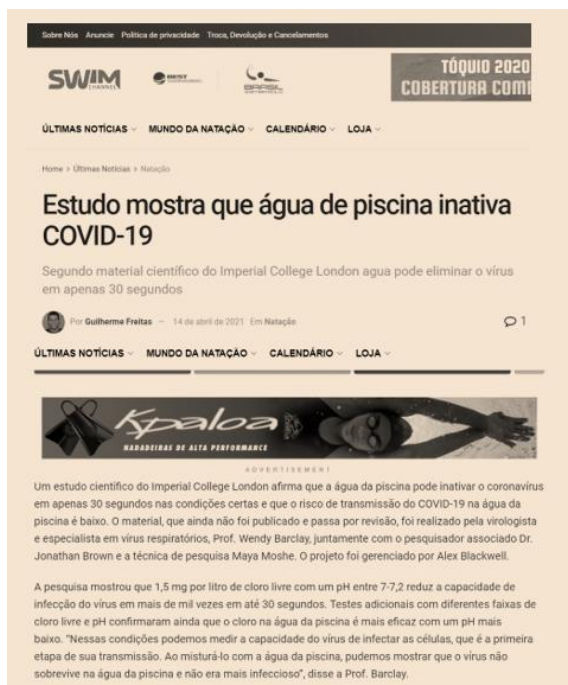 Sobre Nós Anuncie Política de privacidade Troca, Devolução e Cancelamentos
SWIM
CHANNEL
BEST
BRASIL
TÓQUIO 2020
COBERTURA COM
ÚLTIMAS NOTÍCIAS MUNDO DA NATAÇÃO CALENDÁRIO LOJA
Home > Últimas Notícias > Natação
Estudo mostra que água de piscina inativa
COVID-19
Segundo material científico do Imperial College London agua pode eliminar o vírus
em apenas 30 segundos
Por Guilherme Freitas — 14 de abril de 2021 Em Natação
1
ÚLTIMAS NOTÍCIAS MUNDO DA NATAÇÃO CALENDÁRIO LOJA
Kpaloa
NADADEIRAS DE ALTA PERFORMANCE
ADVERTISEMENT
Um estudo científico do Imperial College London afirma que a água da piscina pode inativar o coronavírus
em apenas 30 segundos nas condições certas e que o risco de transmissão do COVID-19 na água da
piscina é baixo. O material, que ainda não foi publicado e passa por revisão, foi realizado pela virologista
e especialista em vírus respiratórios, Prof. Wendy Barclay, juntamente com o pesquisador associado Dr.
Jonathan Brown e a técnica de pesquisa Maya Moshe. O projeto foi gerenciado por Alex Blackwell.
A pesquisa mostrou que 1,5 mg por litro de cloro livre com um pH entre 7-7,2 reduz a capacidade de
infecção do vírus em mais de mil vezes em até 30 segundos. Testes adicionais com diferentes faixas de
cloro livre e pH confirmaram ainda que o cloro na água da piscina é mais eficaz com um pH mais
baixo. "Nessas condições podemos medir a capacidade do vírus de infectar as células, que é a primeira
etapa de sua transmissão. Ao misturá-lo com a água da piscina, pudemos mostrar que o vírus não
sobrevive na água da piscina e não era mais infeccioso", disse a Prof. Barclay.